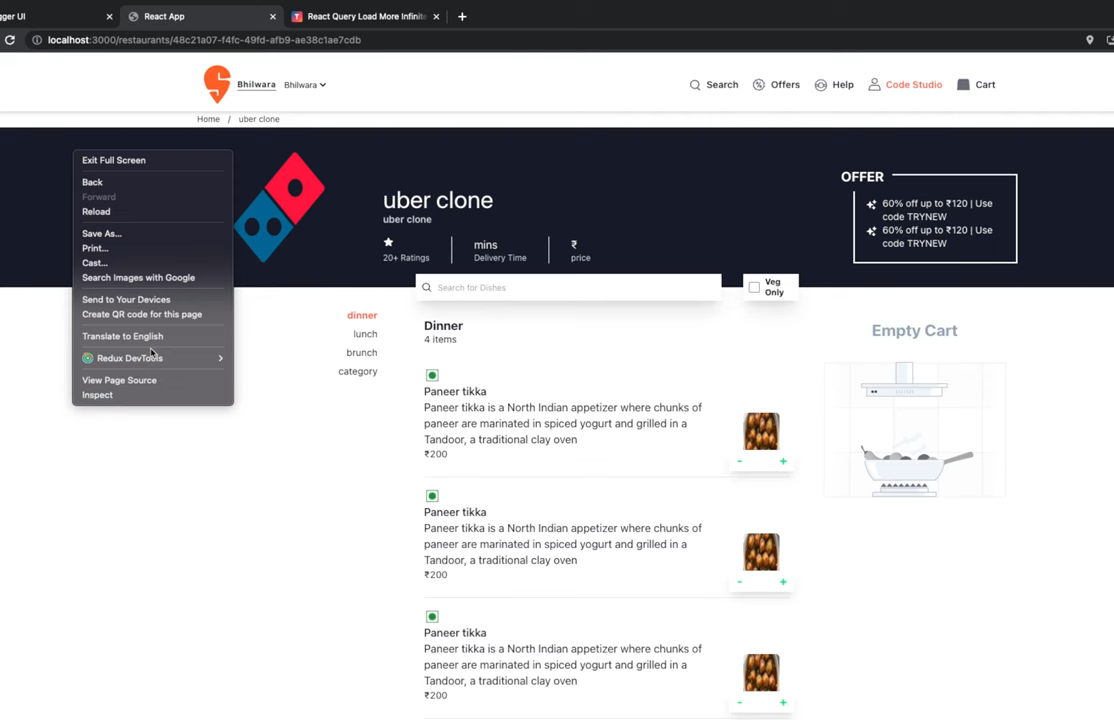 gger UI
React App
React Query Load More Infinite
localhost:3000/restaurants/48c21a07-f4fc-49fd-afb9-ae38c1ae7cdb
Bhilwara
Bhilwara
Search
Offers
Help
Code Studio
Cart
Home / uber clone
Exit Full Screen
Back
Forward
Reload
Save As...
Print...
Cast...
Search Images with Google
Send to Your Devices
Create QR code for this page
Translate to English
Redux DevTools
View Page Source
Inspect
uber clone
uber clone
20+ Ratings
mins
Delivery Time
₹
price
OFFER
60% off up to ₹120 | Use
code TRYNEW
60% off up to ₹120 | Use
code TRYNEW
Search for Dishes
Veg
Only
dinner
lunch
brunch
category
Dinner
4 items
Paneer tikka
Paneer tikka is a North Indian appetizer where chunks of
paneer are marinated in spiced yogurt and grilled in a
Tandoor, a traditional clay oven
₹200
- +
Paneer tikka
Paneer tikka is a North Indian appetizer where chunks of
paneer are marinated in spiced yogurt and grilled in a
Tandoor, a traditional clay oven
₹200
- +
Paneer tikka
Paneer tikka is a North Indian appetizer where chunks of
paneer are marinated in spiced yogurt and grilled in a
Tandoor, a traditional clay oven
₹200
- +
Empty Cart